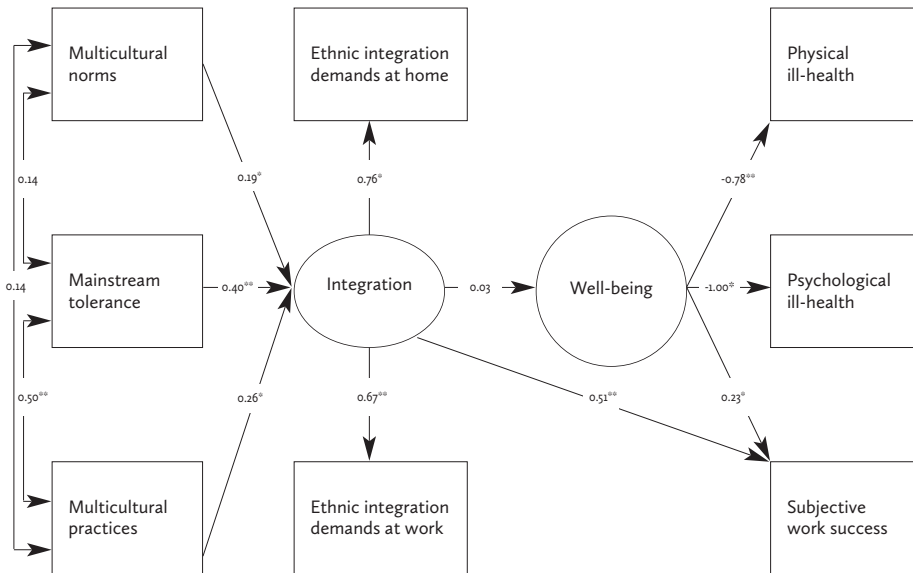 Multicultural
norms
Ethnic integration
demands at home
Physical
ill-health
0.14
0.19*
0.76*
-0.78**
Mainstream
tolerance
0.14
0.40**
Integration
0.03
Well-being
-1.00*
Psychological
ill-health
0.50**
0.26*
0.67**
0.51**
0.23*
Multicultural
practices
Ethnic integration
demands at work
Subjective
work success